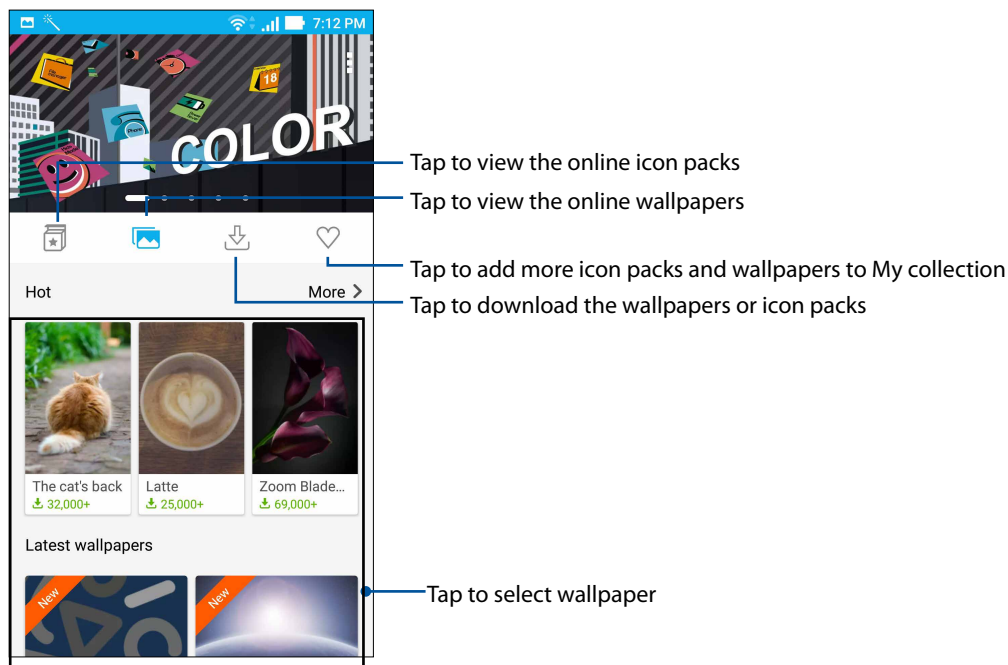 7:12 PM
18
Phone
COLOR
Tap to view the online icon packs
Tap to view the online wallpapers
Tap to add more icon packs and wallpapers to My collection
Hot
More
Tap to download the wallpapers or icon packs
The cat's back
Latte
Zoom Blade...
32,000+
25,000+
69,000+
Latest wallpapers
New
New
Tap to select wallpaper